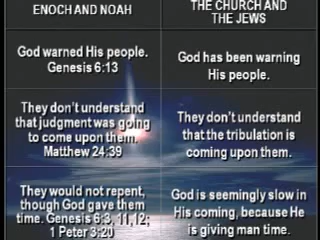 ENOCH AND NOAH
THE CHURCH AND
THE JEWS
God warned His people.
Genesis 6:13
God has been warning
His people.
They don't understand
that judgment was going
to come upon them.
Matthew 24:39
They don't understand
that the tribulation is
coming upon them.
They would not repent,
though God gave them
time. Genesis 6:3, 11,12;
1 Peter 3:20
God is seemingly slow in
His coming, because He
is giving man time.